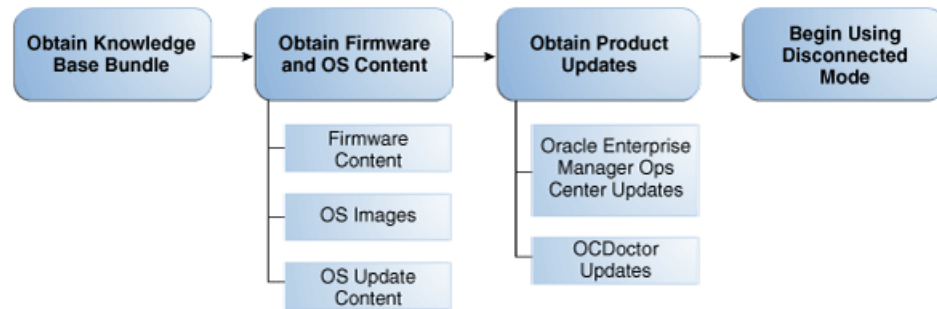 Obtain Knowledge
Base Bundle
Obtain Firmware
and OS Content
Firmware
Content
OS Images
OS Update
Content
Obtain Product
Updates
Oracle Enterprise
Manager Ops
Center Updates
OCDoctor
Updates
Begin Using
Disconnected
Mode